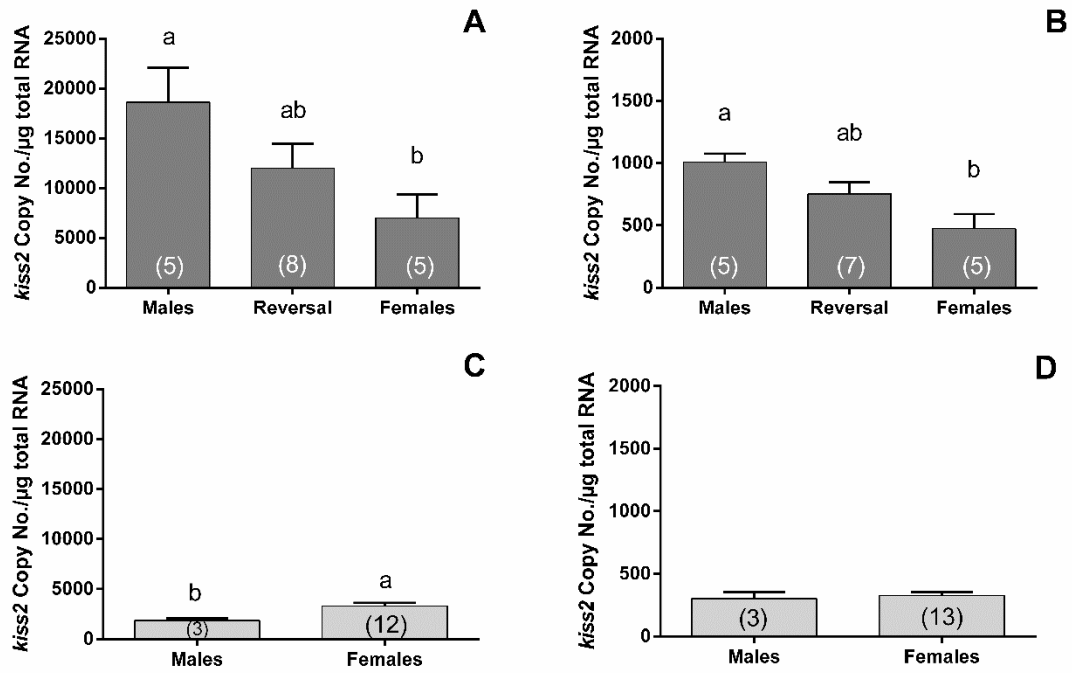 A
kiss2 Copy No./µg total RNA
25000
20000
15000
10000
5000
0
a
ab
b
(5)
(8)
(5)
Males
Reversal
Females
B
kiss2 Copy No./µg total RNA
2000
1500
1000
500
0
a
ab
b
(5)
(7)
(5)
Males
Reversal
Females
C
kiss2 Copy No./µg total RNA
25000
20000
15000
10000
5000
0
b
a
(3)
(12)
Males
Females
D
kiss2 Copy No./µg total RNA
2000
1500
1000
500
0
(3)
(13)
Males
Females